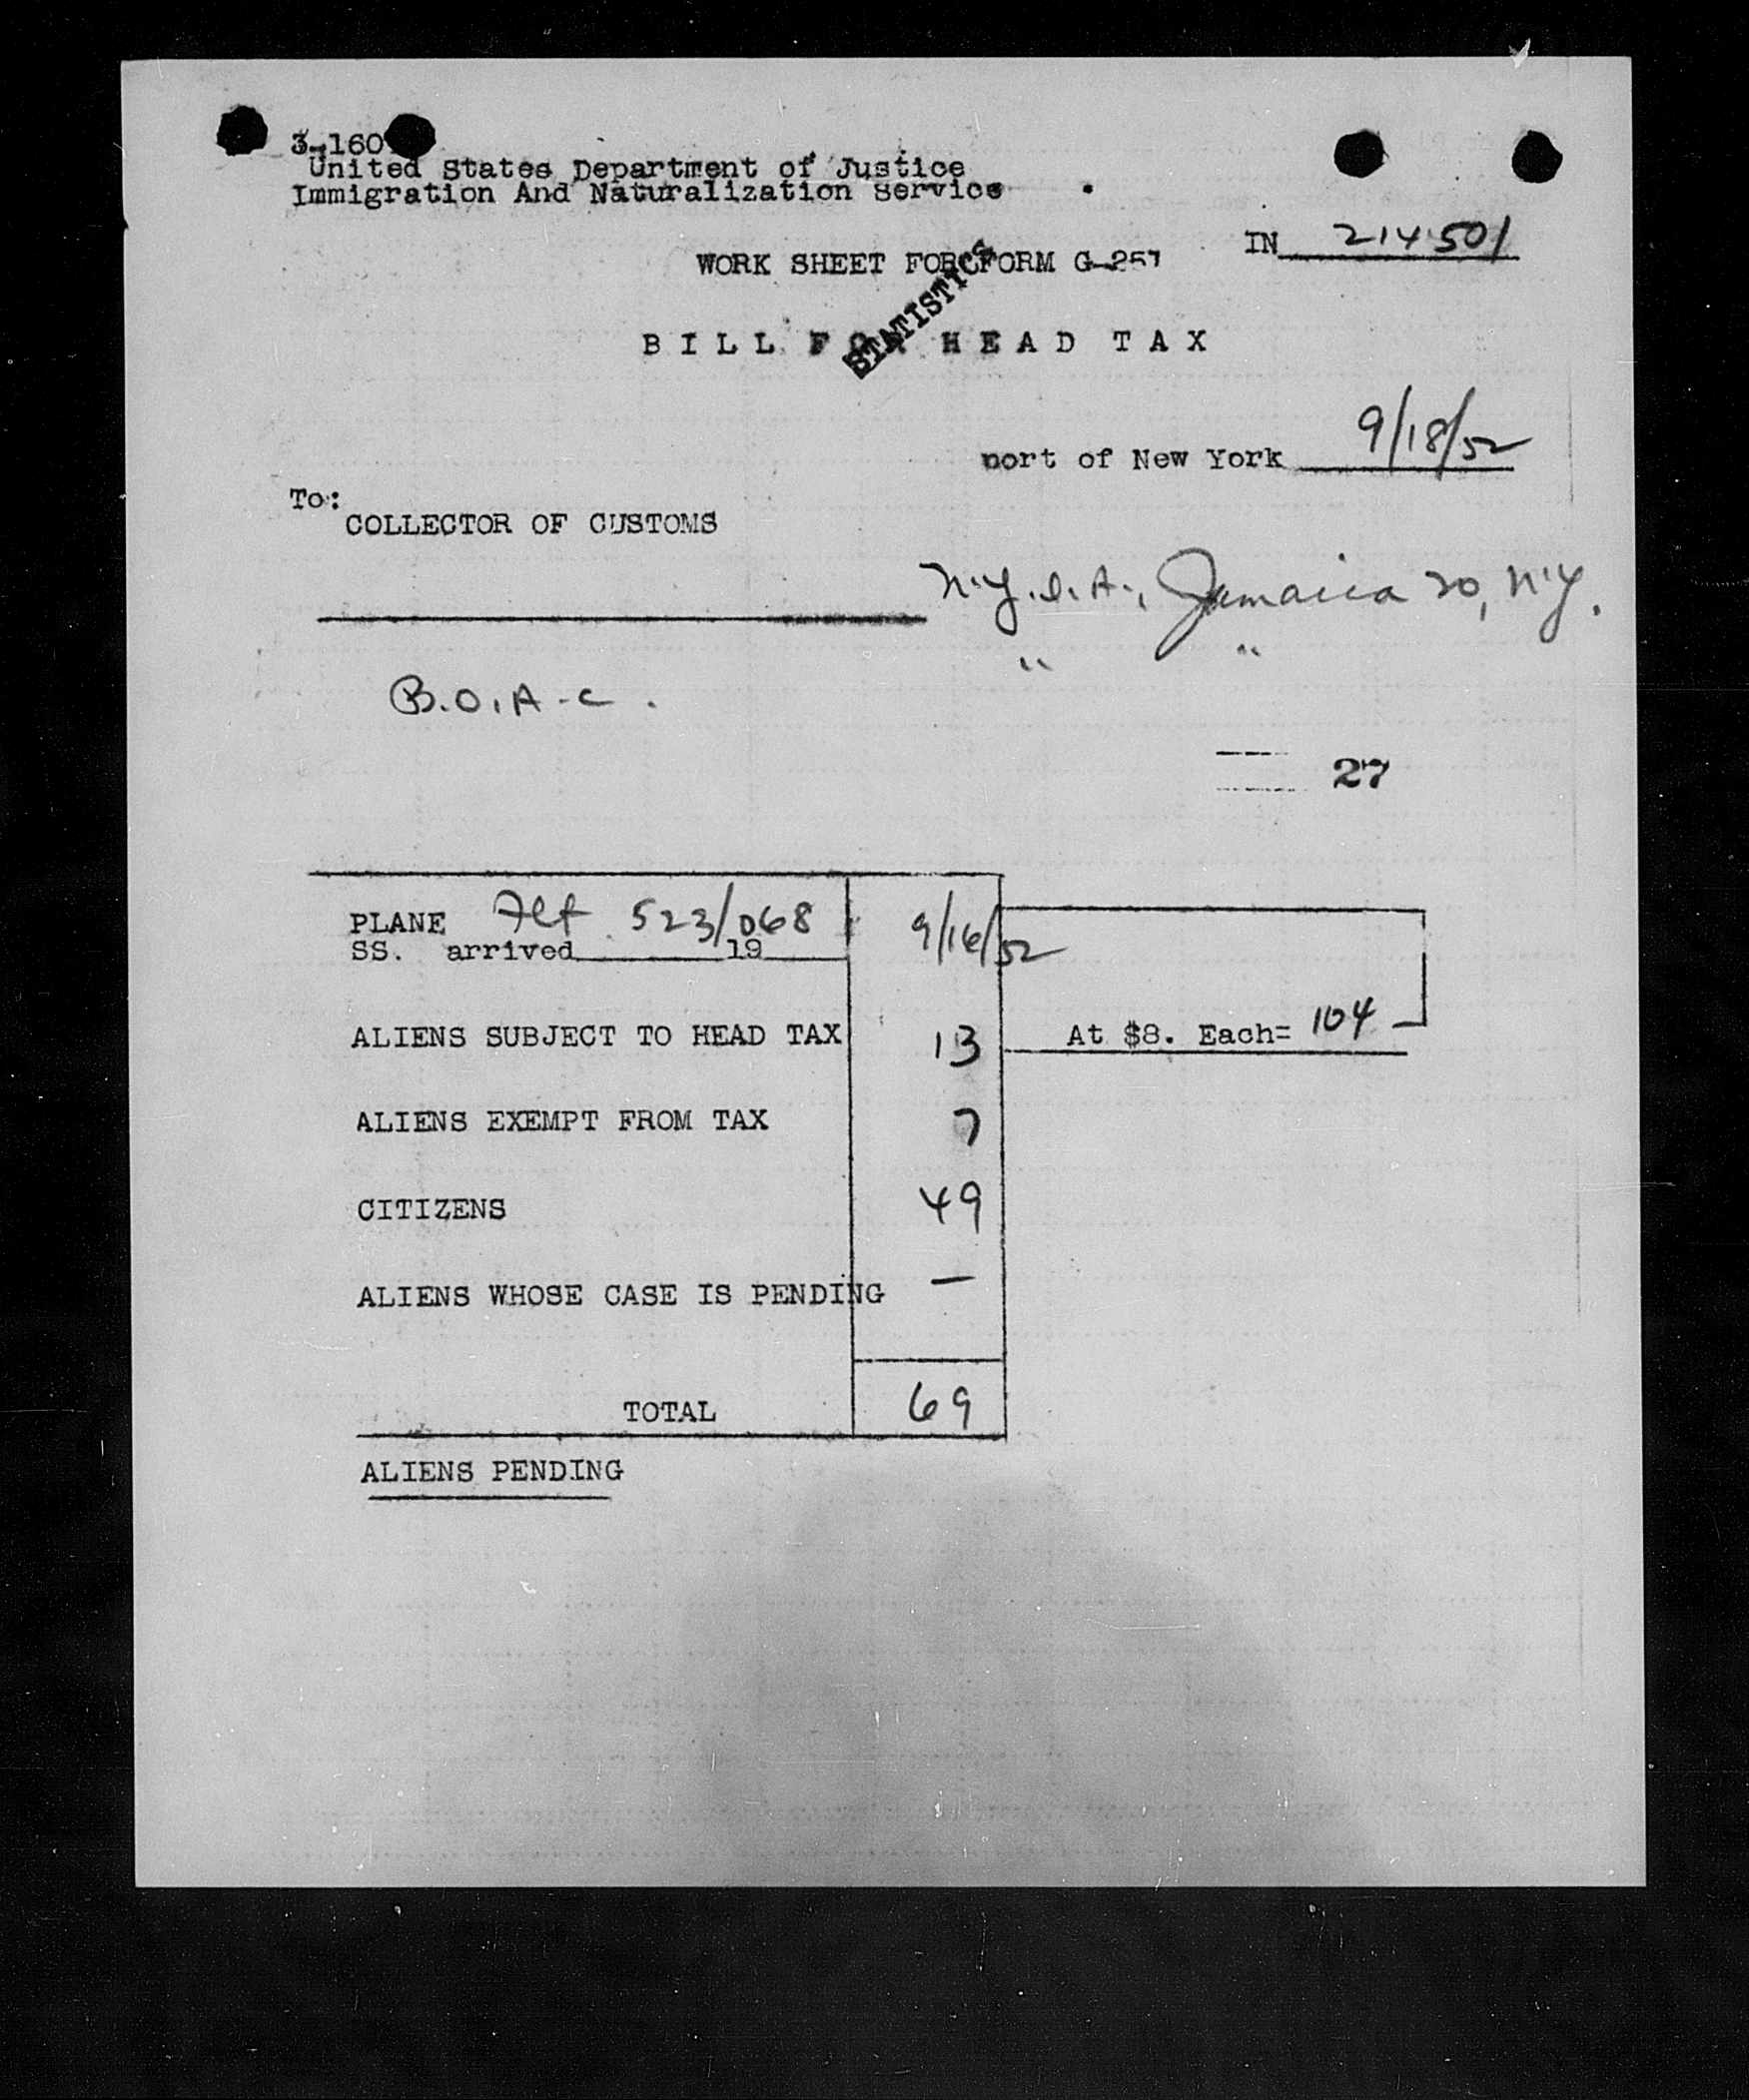 3-160
United States Department of Justice
Immigration And Naturalization Service
IN 214501
WORK SHEET FOR FORM G-257
STATISTICS
BILL FOR HEAD TAX
port of New York 9/18/52
To:
COLLECTOR OF CUSTOMS
N.Y.I.A., Jamaica 20, N.Y.
" "
B.O.A.C.
27
PLANE Flt 523/068 9/16/52
SS. arrived 19
ALIENS SUBJECT TO HEAD TAX 13 At $8. Each= 104
ALIENS EXEMPT FROM TAX 7
CITIZENS 49
ALIENS WHOSE CASE IS PENDING —
TOTAL 69
ALIENS PENDING